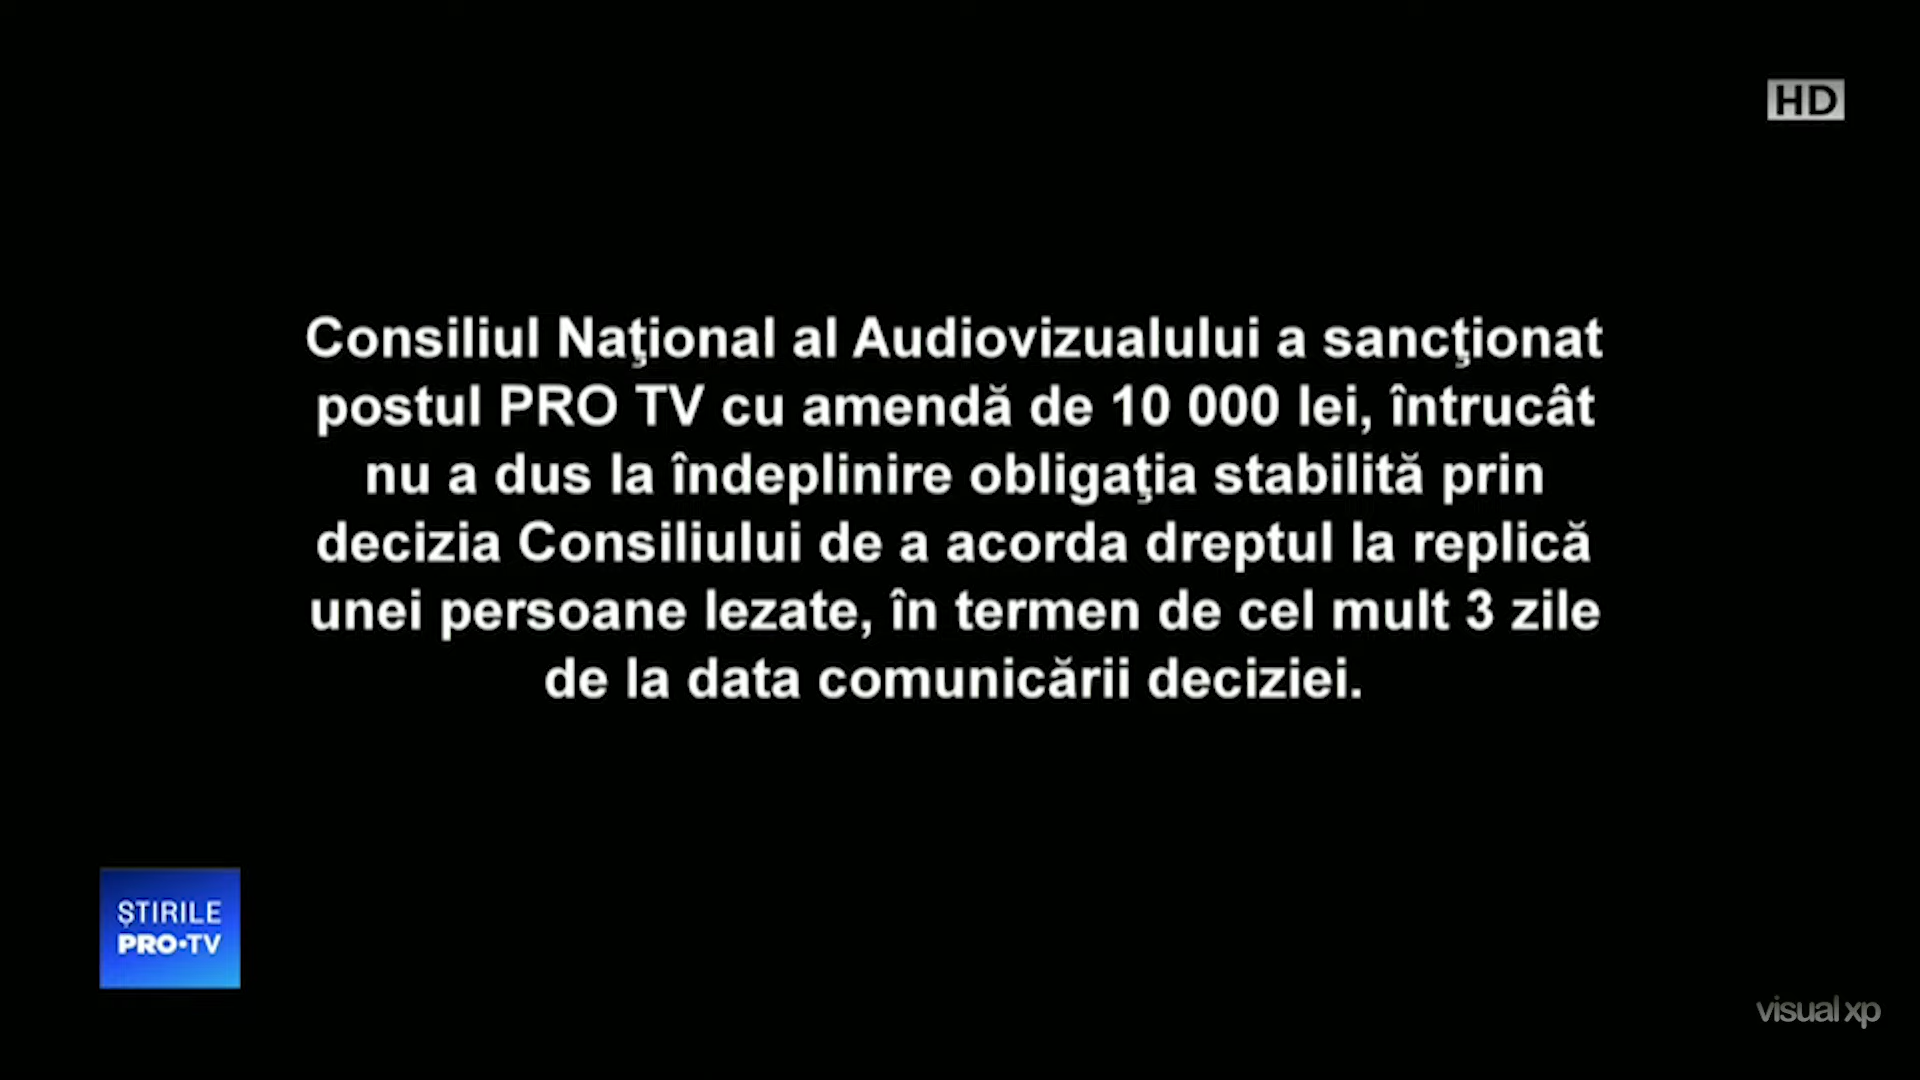 HD
Consiliul Naţional al Audiovizualului a sancţionat
postul PRO TV cu amendă de 10 000 lei, întrucât
nu a dus la îndeplinire obligaţia stabilită prin
decizia Consiliului de a acorda dreptul la replică
unei persoane lezate, în termen de cel mult 3 zile
de la data comunicării deciziei.
ȘTIRILE
PRO•TV
visual xp